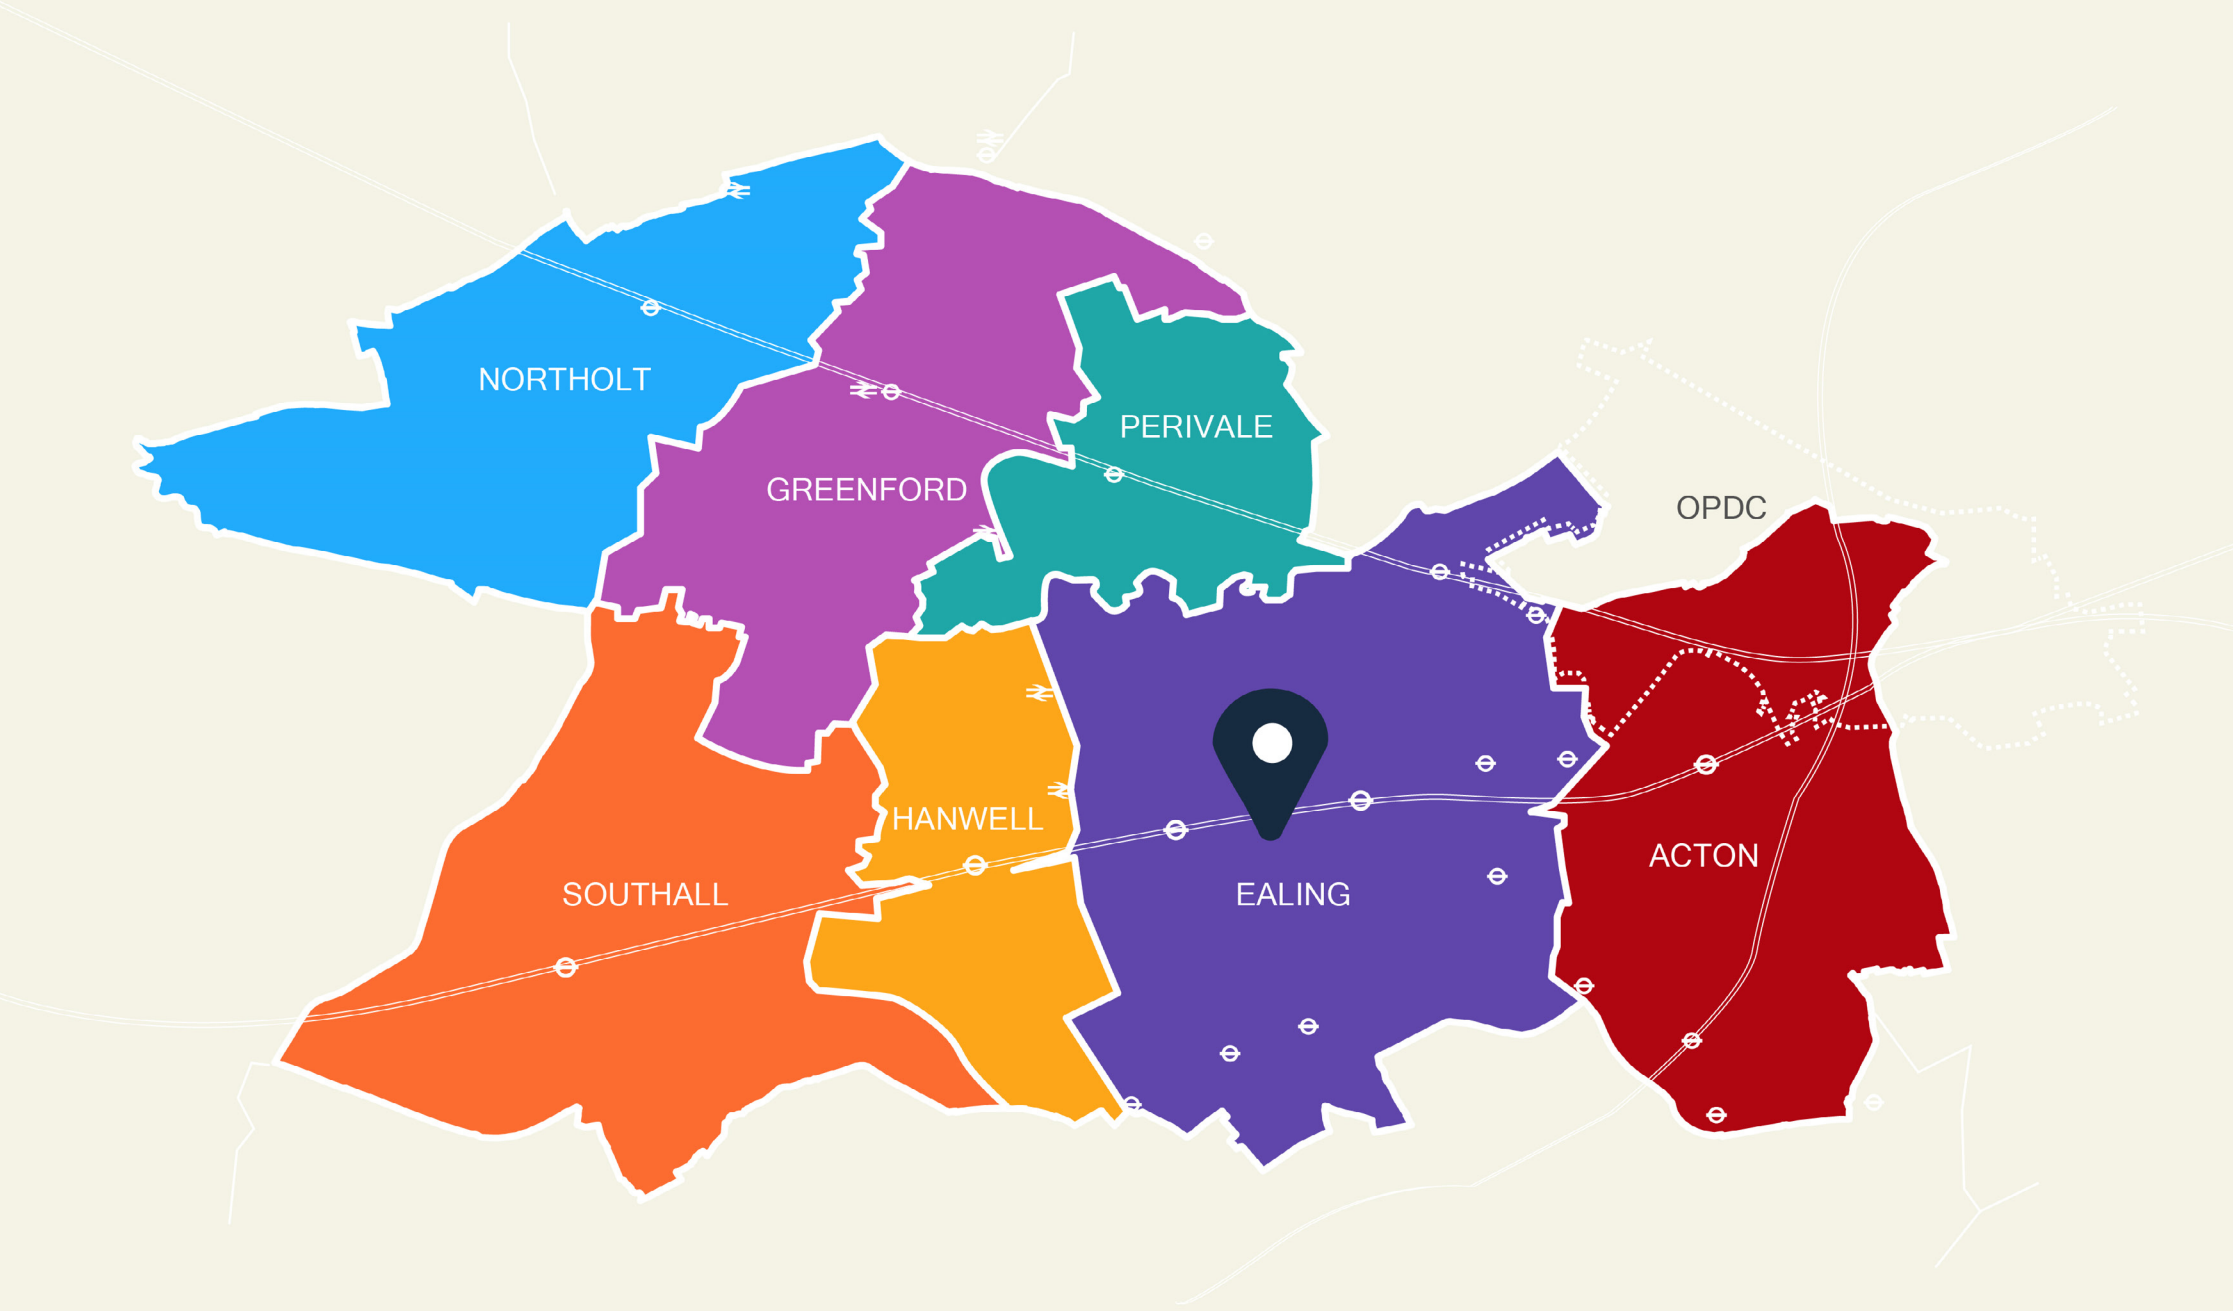 NORTHOLT
PERIVALE
GREENFORD
OPDC
HANWELL
ACTON
SOUTHALL
EALING